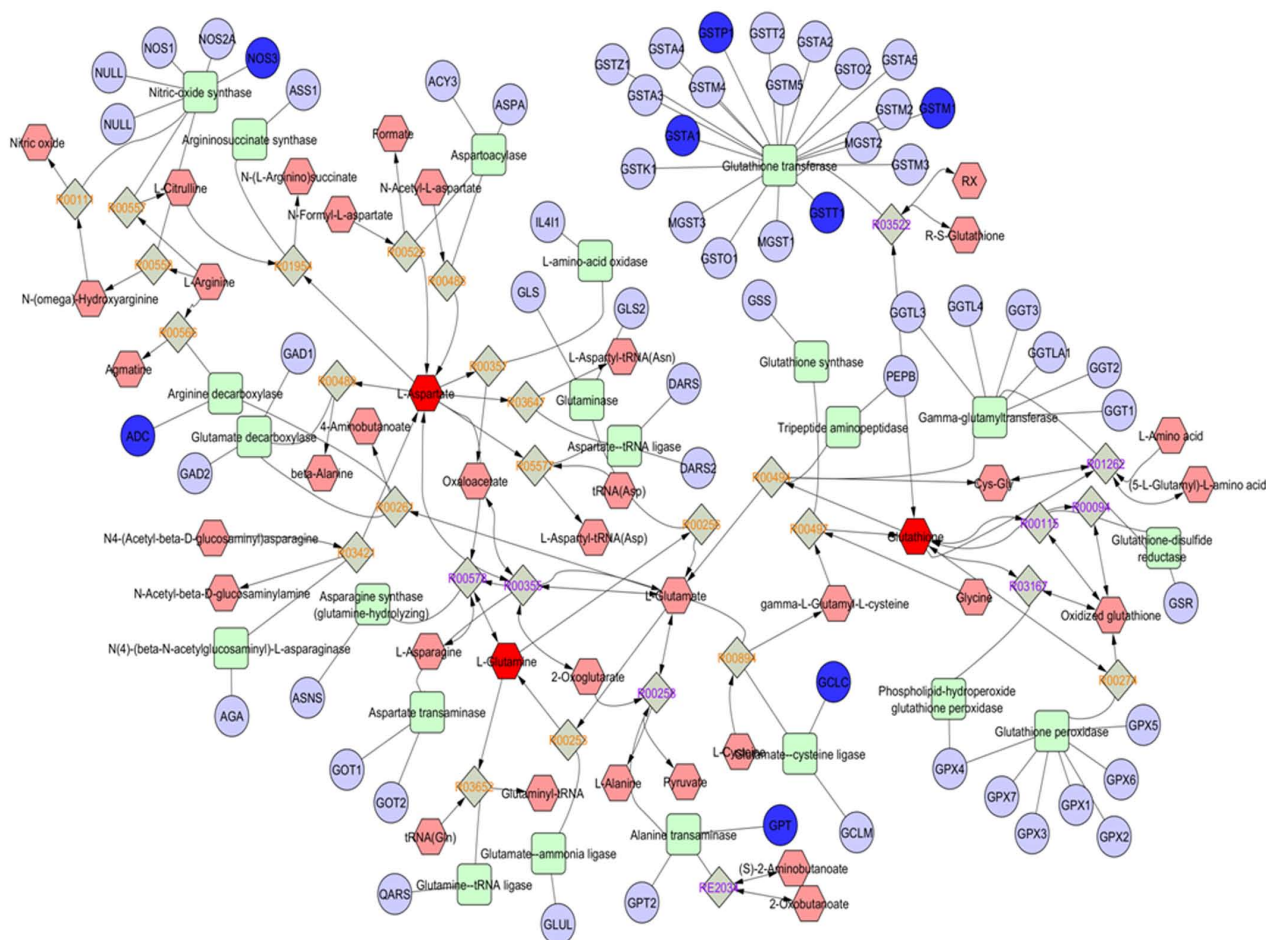 NOS1
NOS2A
NOS3
NULL
NULL
Nitric-oxide synthase
ASS1
Argininosuccinate synthase
Nitric oxide
R00111
R00557
L-Citrulline
N-(L-Arginino)succinate
R00558
R01954
L-Arginine
N-(omega)-Hydroxyarginine
R00566
Agmatine
ACY3
ASPA
Aspartoacylase
Formate
N-Acetyl-L-aspartate
N-Formyl-L-aspartate
R00526
R00488
IL4I1
L-amino-acid oxidase
GLS
GLS2
GSTP1
GSTT2
GSTA2
GSTA4
GSTO2
GSTA5
GSTZ1
GSTM4
GSTM5
GSTA3
GSTM2
GSTM1
GSTA1
MGST2
GSTK1
Glutathione transferase
GSTM3
MGST3
GSTT1
GSTO1
MGST1
R03522
RX
R-S-Glutathione
GSS
GGTL3
GGTL4
GGT3
GGTLA1
GGT2
GGT1
Glutathione synthase
PEPB
Gamma-glutamyltransferase
Tripeptide aminopeptidase
L-Amino acid
R01262
(5-L-Glutamyl)-L-amino acid
R00494
Cys-Gly
R00497
Glutathione
R00115
R00094
Glutathione-disulfide
reductase
GSR
R03167
Glycine
Oxidized glutathione
gamma-L-Glutamyl-L-cysteine
R00274
Phospholipid-hydroperoxide
glutathione peroxidase
Glutathione peroxidase
GPX5
GPX4
GPX6
GPX7
GPX1
GPX3
GPX2
GAD1
Arginine decarboxylase
ADC
Glutamate decarboxylase
GAD2
R00489
L-Aspartate
R00357
4-Aminobutanoate
beta-Alanine
R03647
L-Aspartyl-tRNA(Asn)
Glutaminase
DARS
Aspartate--tRNA ligase
DARS2
Oxaloacetate
R05577
tRNA(Asp)
L-Aspartyl-tRNA(Asp)
R00256
R00261
N4-(Acetyl-beta-D-glucosaminyl)asparagine
R03421
N-Acetyl-beta-D-glucosaminylamine
Asparagine synthase
(glutamine-hydrolyzing)
R00578
R00355
L-Glutamate
N(4)-(beta-N-acetylglucosaminyl)-L-asparaginase
AGA
ASNS
L-Asparagine
L-Glutamine
2-Oxoglutarate
R00258
R00894
GCLC
Aspartate transaminase
GOT1
GOT2
R00253
L-Cysteine
Glutamate--cysteine ligase
GCLM
R03652
Glutaminyl-tRNA
L-Alanine
Pyruvate
tRNA(Gln)
Glutamate--ammonia ligase
Alanine transaminase
GPT
QARS
Glutamine--tRNA ligase
GLUL
GPT2
(S)-2-Aminobutanoate
RE2034
2-Oxobutanoate